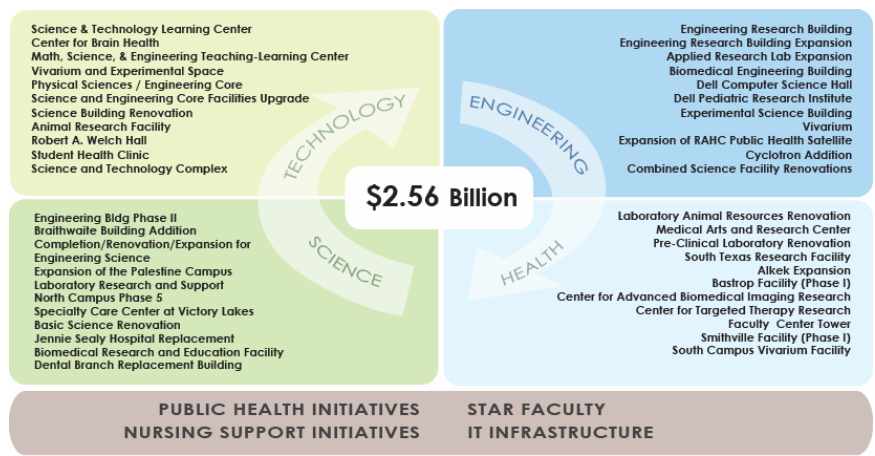 Science & Technology Learning Center
Center for Brain Health
Math, Science, & Engineering Teaching-Learning Center
Vivarium and Experimental Space
Physical Sciences / Engineering Core
Science and Engineering Core Facilities Upgrade
Science Building Renovation
Animal Research Facility
Robert A. Welch Hall
Student Health Clinic
Science and Technology Complex
TECHNOLOGY
Engineering Research Building
Engineering Research Building Expansion
Applied Research Lab Expansion
Biomedical Engineering Building
Dell Computer Science Hall
Dell Pediatric Research Institute
Experimental Science Building
Vivarium
Expansion of RAHC Public Health Satellite
Cyclotron Addition
Combined Science Facility Renovations
ENGINEERING
$2.56 Billion
Engineering Bldg Phase II
Braithwaite Building Addition
Completion/Renovation/Expansion for
Engineering Science
Expansion of the Palestine Campus
Laboratory Research and Support
North Campus Phase 5
Specialty Care Center at Victory Lakes
Basic Science Renovation
Jennie Sealy Hospital Replacement
Biomedical Research and Education Facility
Dental Branch Replacement Building
SCIENCE
Laboratory Animal Resources Renovation
Medical Arts and Research Center
Pre-Clinical Laboratory Renovation
South Texas Research Facility
Alkek Expansion
Bastrop Facility (Phase I)
Center for Advanced Biomedical Imaging Research
Center for Targeted Therapy Research
Faculty Center Tower
Smithville Facility (Phase I)
South Campus Vivarium Facility
HEALTH
PUBLIC HEALTH INITIATIVES
NURSING SUPPORT INITIATIVES
STAR FACULTY
IT INFRASTRUCTURE